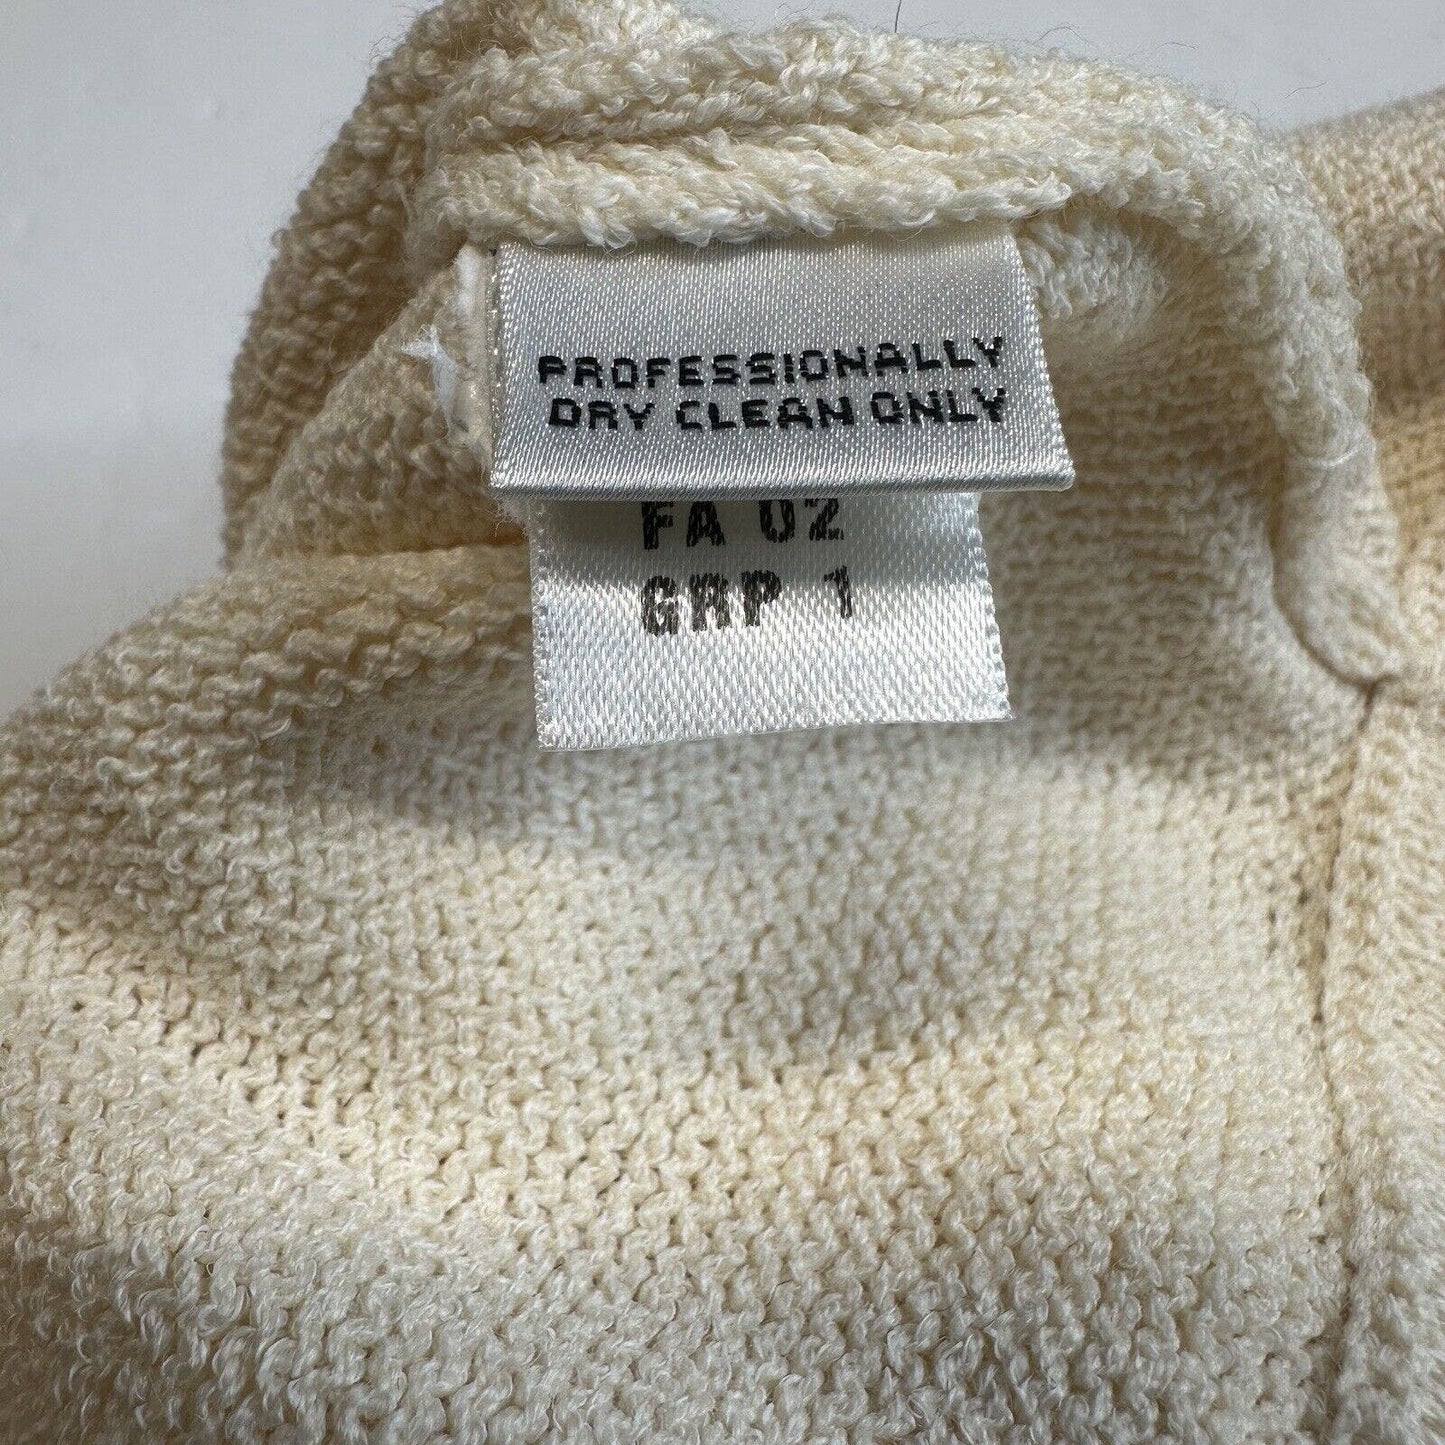 PROFESSIONALLY
DRY CLEAN ONLY
FA 02
GRP 1